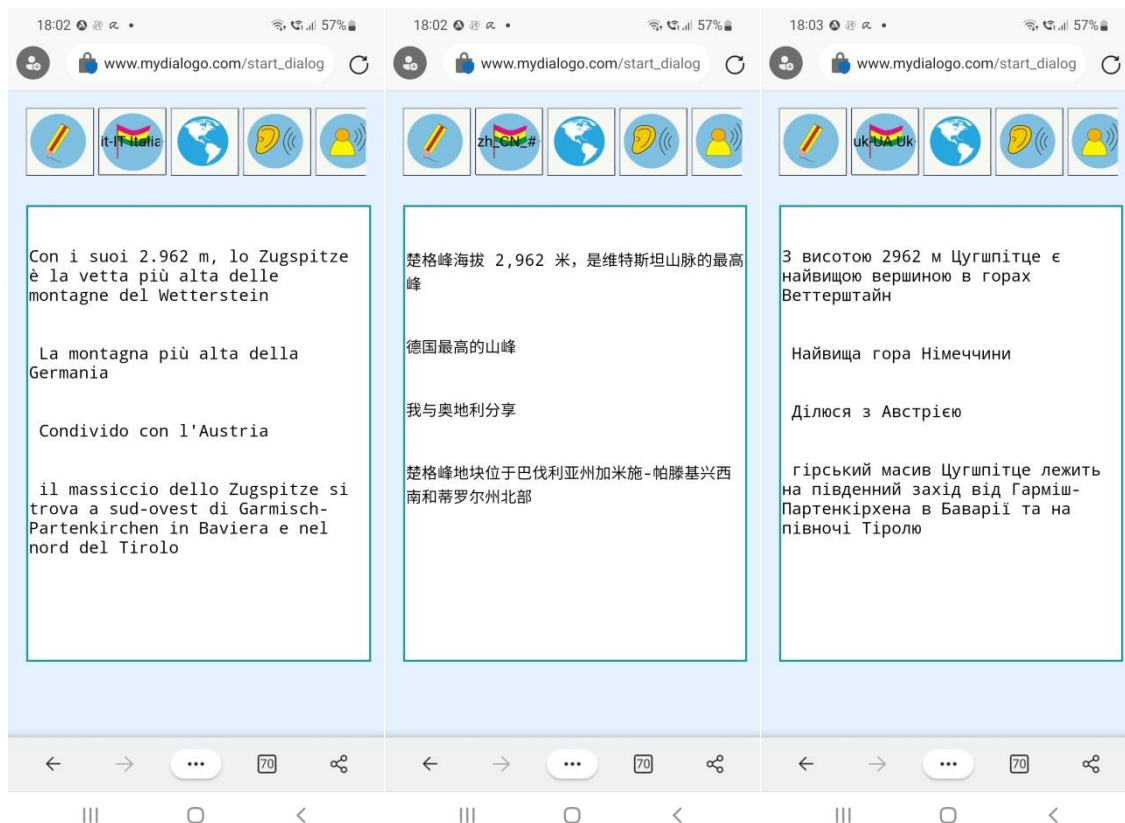 18:02
57%
www.mydialogo.com/start_dialog
it-IT Italia
Con i suoi 2.962 m, lo Zugspitze
è la vetta più alta delle
montagne del Wetterstein
La montagna più alta della
Germania
Condivido con l'Austria
il massiccio dello Zugspitze si
trova a sud-ovest di Garmisch-
Partenkirchen in Baviera e nel
nord del Tirolo
70
18:02
57%
www.mydialogo.com/start_dialog
zh_CN_#
楚格峰海拔 2,962 米，是维特斯坦山脉的最高
峰
德国最高的山峰
我与奥地利分享
楚格峰地块位于巴伐利亚州加米施-帕滕基兴西
南和蒂罗尔州北部
70
18:03
57%
www.mydialogo.com/start_dialog
uk-UA Uk
З висотою 2962 м Цугшпітце є
найвищою вершиною в горах
Веттерштайн
Найвища гора Німеччини
Ділюся з Австрією
гірський масив Цугшпітце лежить
на південний захід від Гарміш-
Партенкірхена в Баварії та на
півночі Тіролю
70